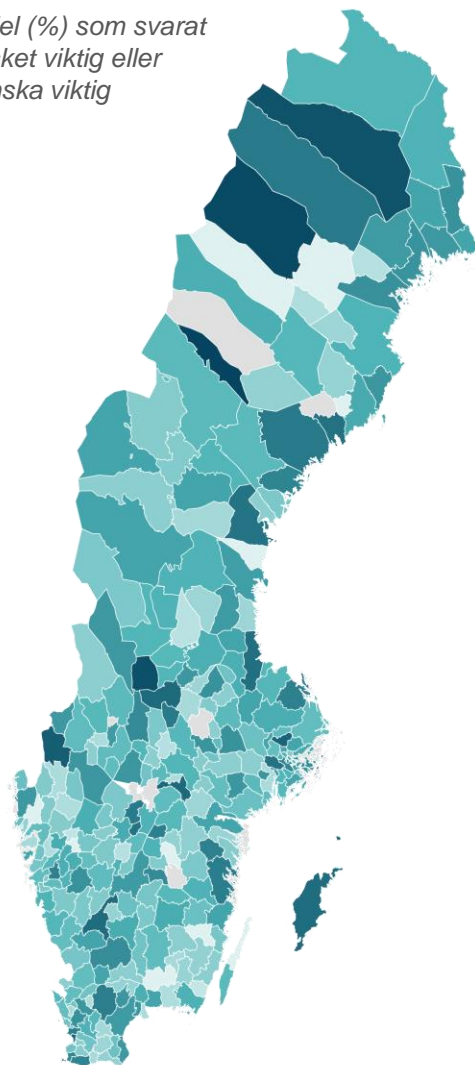 el (%) som svarat
ket viktig eller
ska viktig